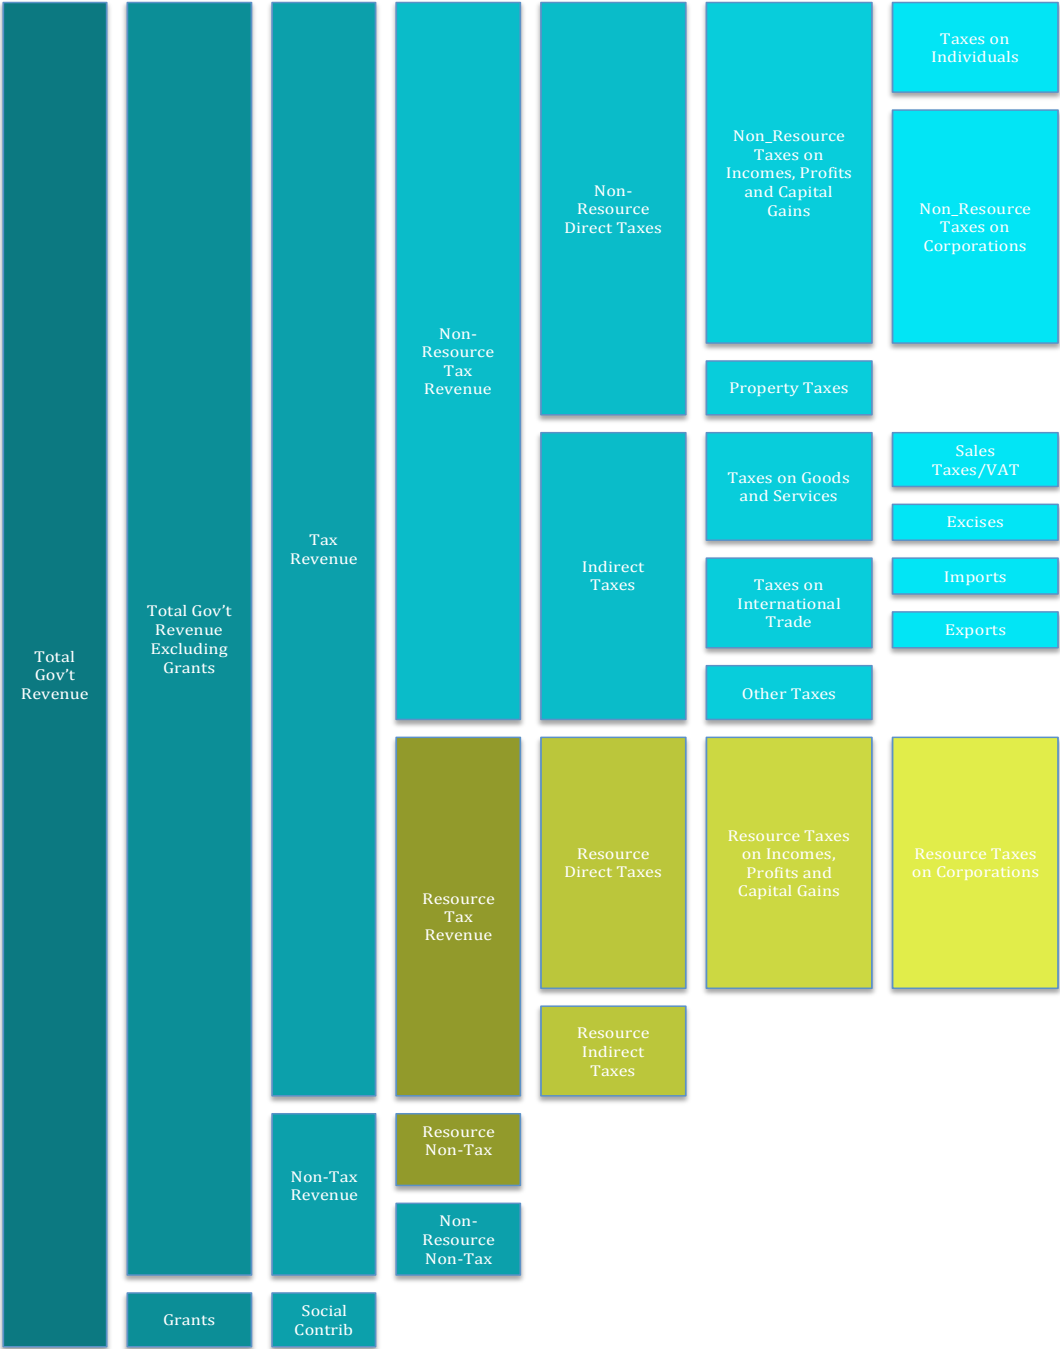 Total
Gov’t
Revenue
Total Gov’t
Revenue
Excluding
Grants
Grants
Tax
Revenue
Non-Tax
Revenue
Social
Contrib
Non-
Resource
Tax
Revenue
Resource
Tax
Revenue
Resource
Non-Tax
Non-
Resource
Non-Tax
Non-
Resource
Direct Taxes
Indirect
Taxes
Resource
Direct Taxes
Resource
Indirect
Taxes
Non_Resource
Taxes on
Incomes, Profits
and Capital
Gains
Property Taxes
Taxes on Goods
and Services
Taxes on
International
Trade
Other Taxes
Resource Taxes
on Incomes,
Profits and
Capital Gains
Taxes on
Individuals
Non_Resource
Taxes on
Corporations
Sales
Taxes/VAT
Excises
Imports
Exports
Resource Taxes
on Corporations